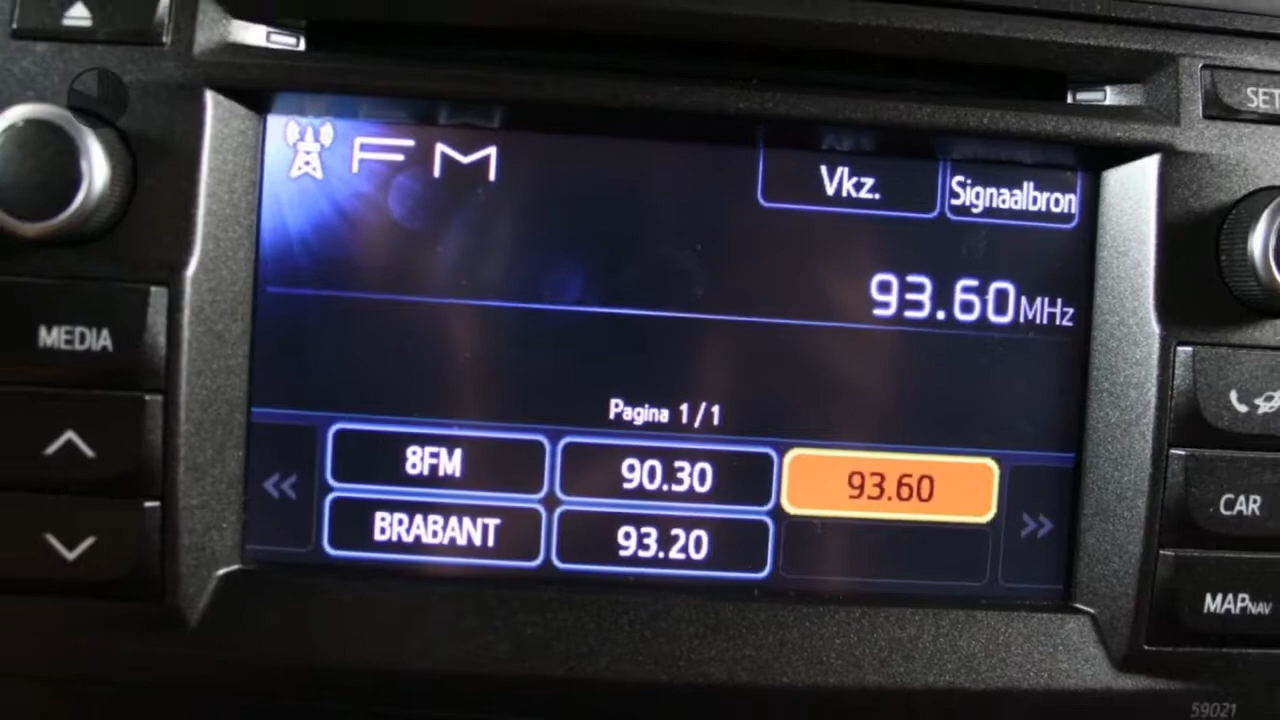 FM
Vkz.
Signaalbron
SET
93.60MHz
MEDIA
Pagina 1/1
8FM
90.30
93.60
BRABANT
93.20
CAR
MAPNAV
59021